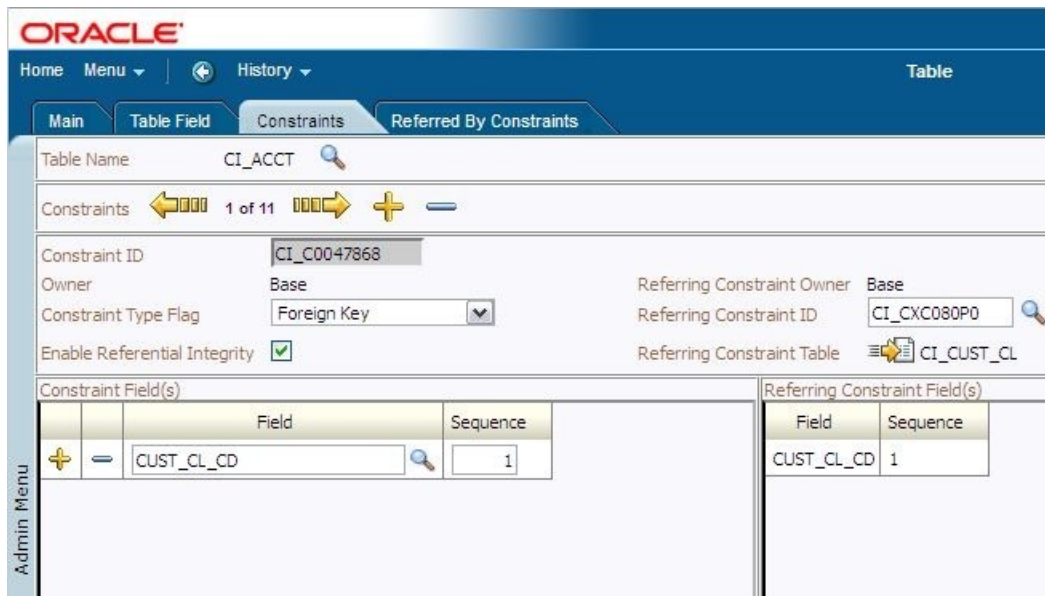 ORACLE
Home Menu History Table
Main Table Field Constraints Referred By Constraints
Table Name CI_ACCT
Constraints 1 of 11
Constraint ID CI_C0047868
Owner Base Referring Constraint Owner Base
Constraint Type Flag Foreign Key Referring Constraint ID CI_CXC080P0
Enable Referential Integrity Referring Constraint Table CI_CUST_CL
Constraint Field(s) Referring Constraint Field(s)
Field Sequence Field Sequence
CUST_CL_CD 1 CUST_CL_CD 1
Admin Menu